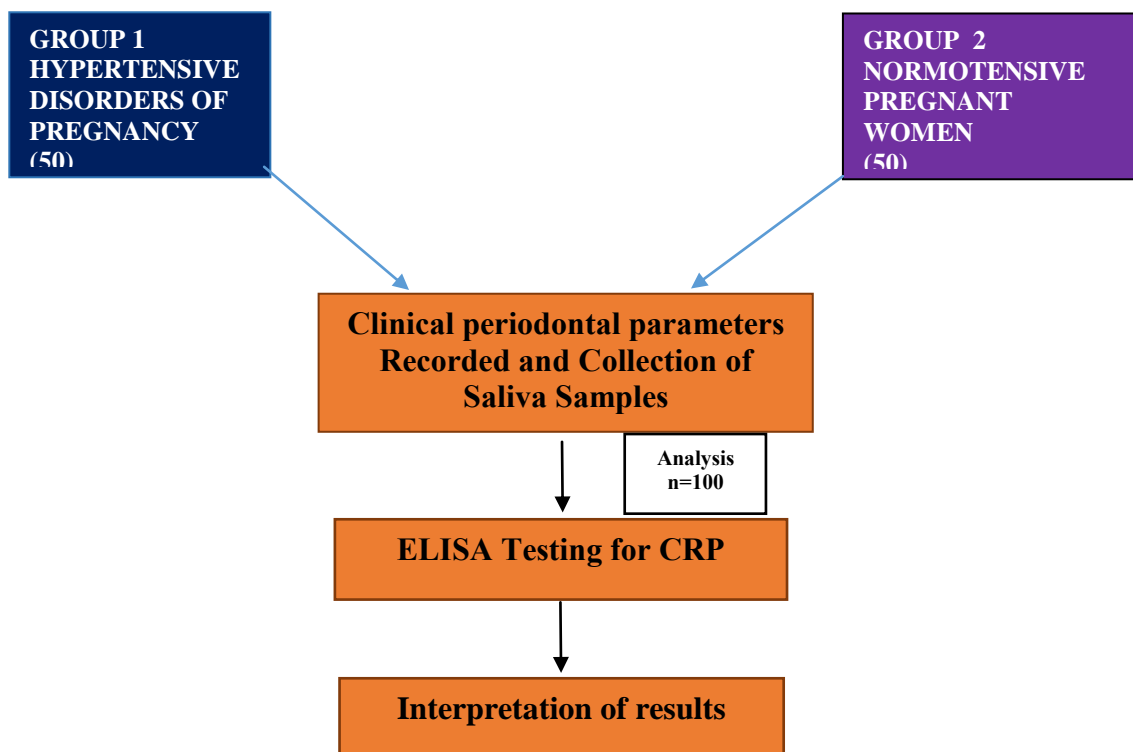 GROUP 1
HYPERTENSIVE
DISORDERS OF
PREGNANCY
(50)
GROUP 2
NORMOTENSIVE
PREGNANT
WOMEN
(50)
Clinical periodontal parameters
Recorded and Collection of
Saliva Samples
Analysis
n=100
ELISA Testing for CRP
Interpretation of results